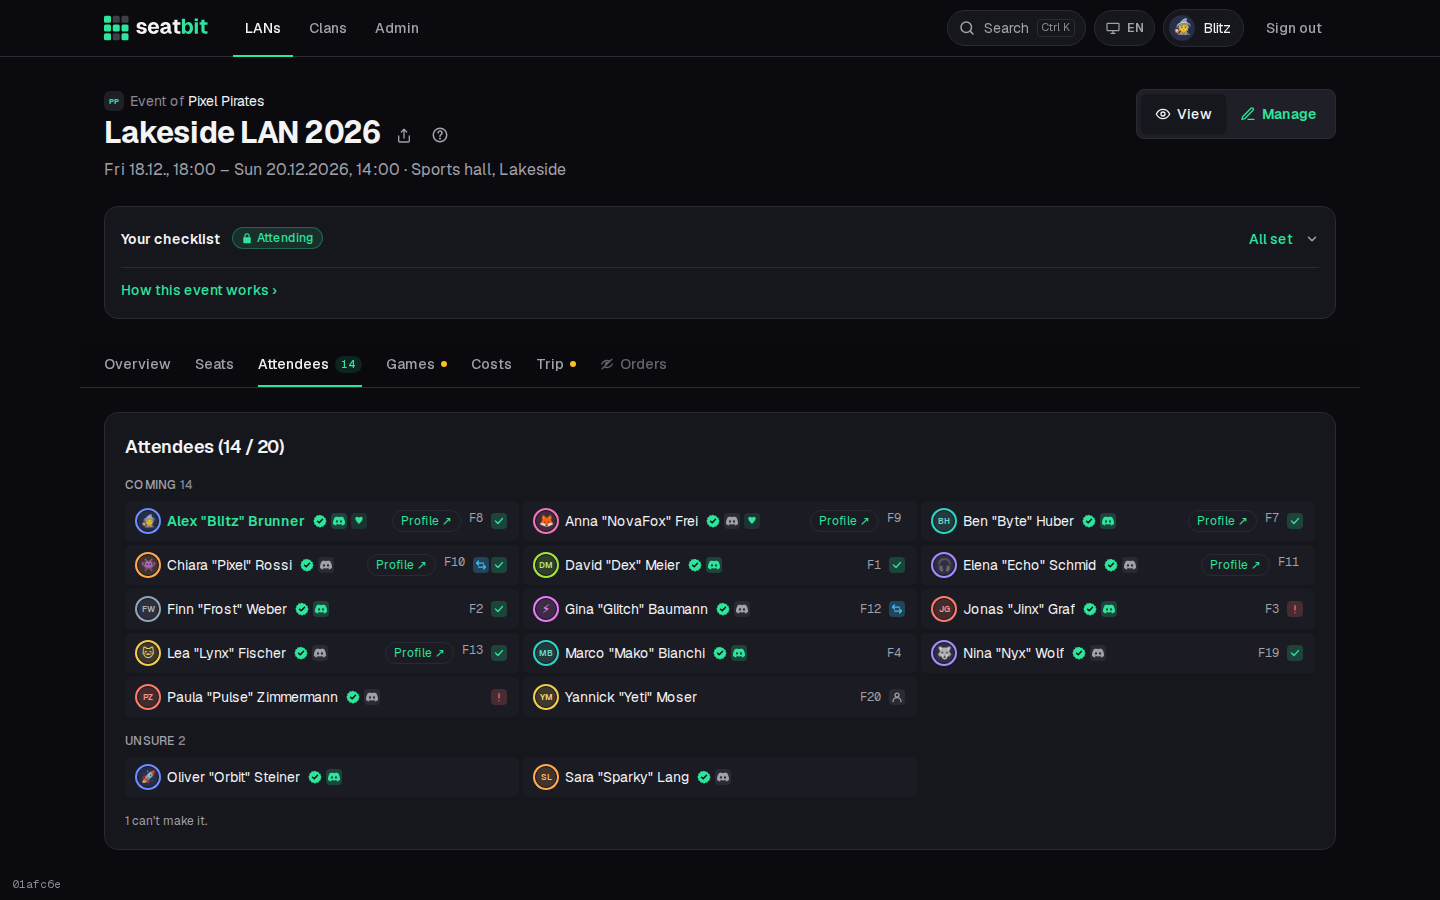 seatbit LANs Clans Admin Search Ctrl K EN Blitz Sign out
PP Event of Pixel Pirates
Lakeside LAN 2026
View Manage
Fri 18.12., 18:00 – Sun 20.12.2026, 14:00 · Sports hall, Lakeside
Your checklist Attending All set
How this event works ›
Overview Seats Attendees 14 Games Costs Trip Orders
Attendees (14 / 20)
COMING 14
Alex "Blitz" Brunner Profile ↗ F8
Anna "NovaFox" Frei Profile ↗ F9
BH Ben "Byte" Huber Profile ↗ F7
Chiara "Pixel" Rossi Profile ↗ F10
DM David "Dex" Meier F1
Elena "Echo" Schmid Profile ↗ F11
FW Finn "Frost" Weber F2
Gina "Glitch" Baumann F12
JG Jonas "Jinx" Graf F3 !
Lea "Lynx" Fischer Profile ↗ F13
MB Marco "Mako" Bianchi F4
Nina "Nyx" Wolf F19
PZ Paula "Pulse" Zimmermann !
YM Yannick "Yeti" Moser F20
UNSURE 2
Oliver "Orbit" Steiner
SL Sara "Sparky" Lang
1 can't make it.
01afc6e